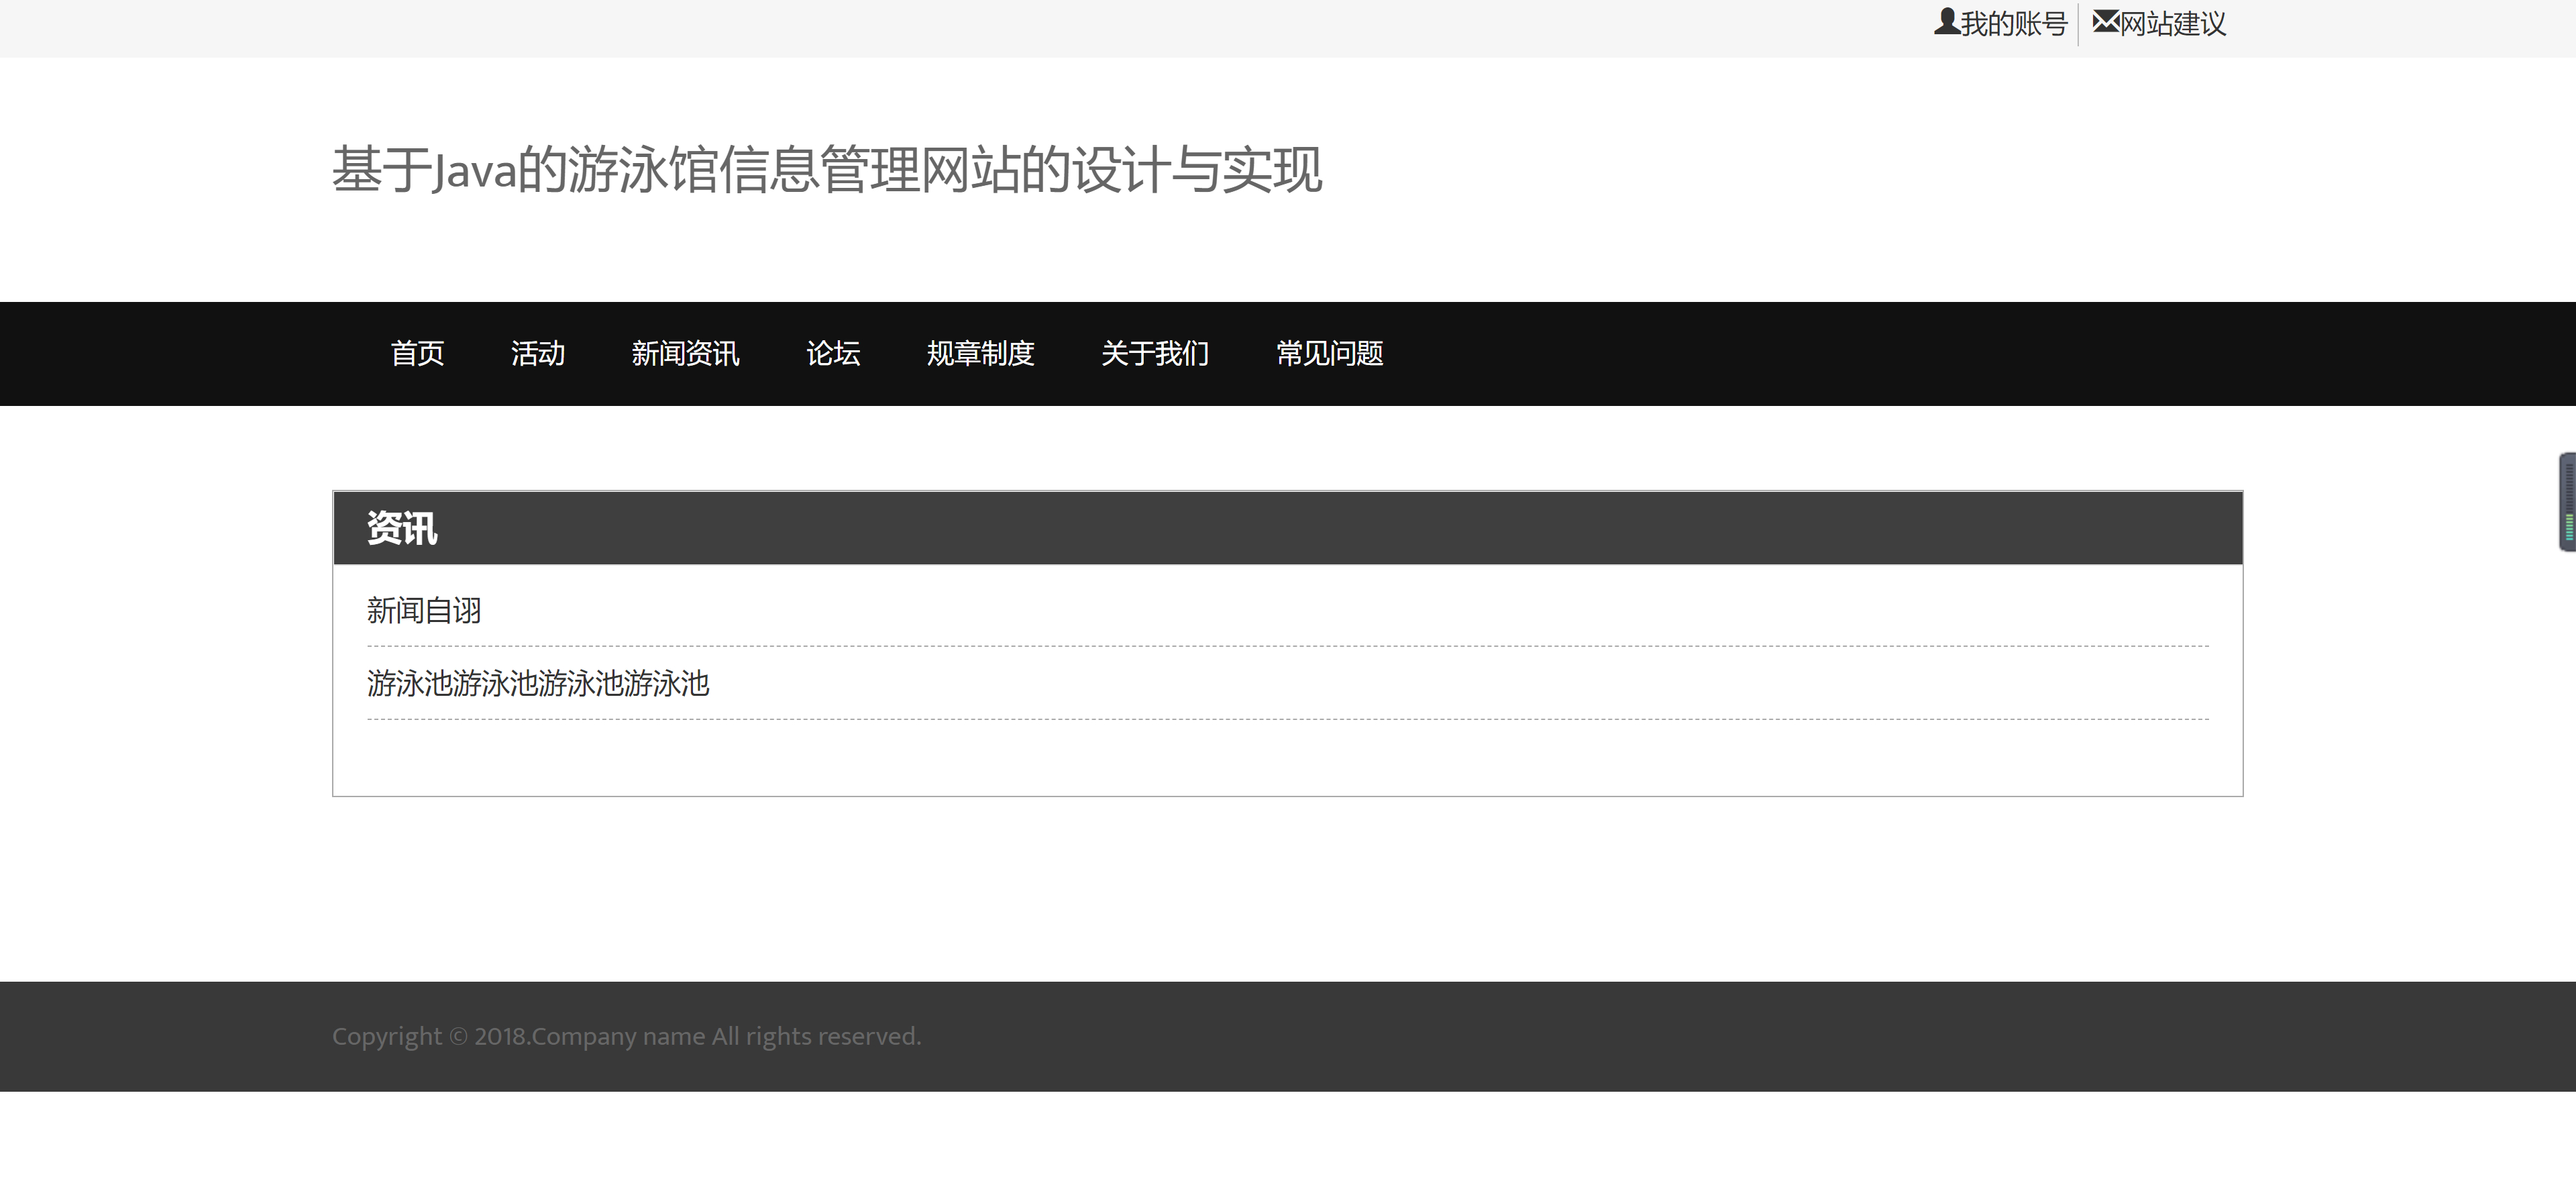 我的账号 网站建议
基于Java的游泳馆信息管理网站的设计与实现
首页 活动 新闻资讯 论坛 规章制度 关于我们 常见问题
资讯
新闻自诩
游泳池游泳池游泳池游泳池
Copyright © 2018.Company name All rights reserved.